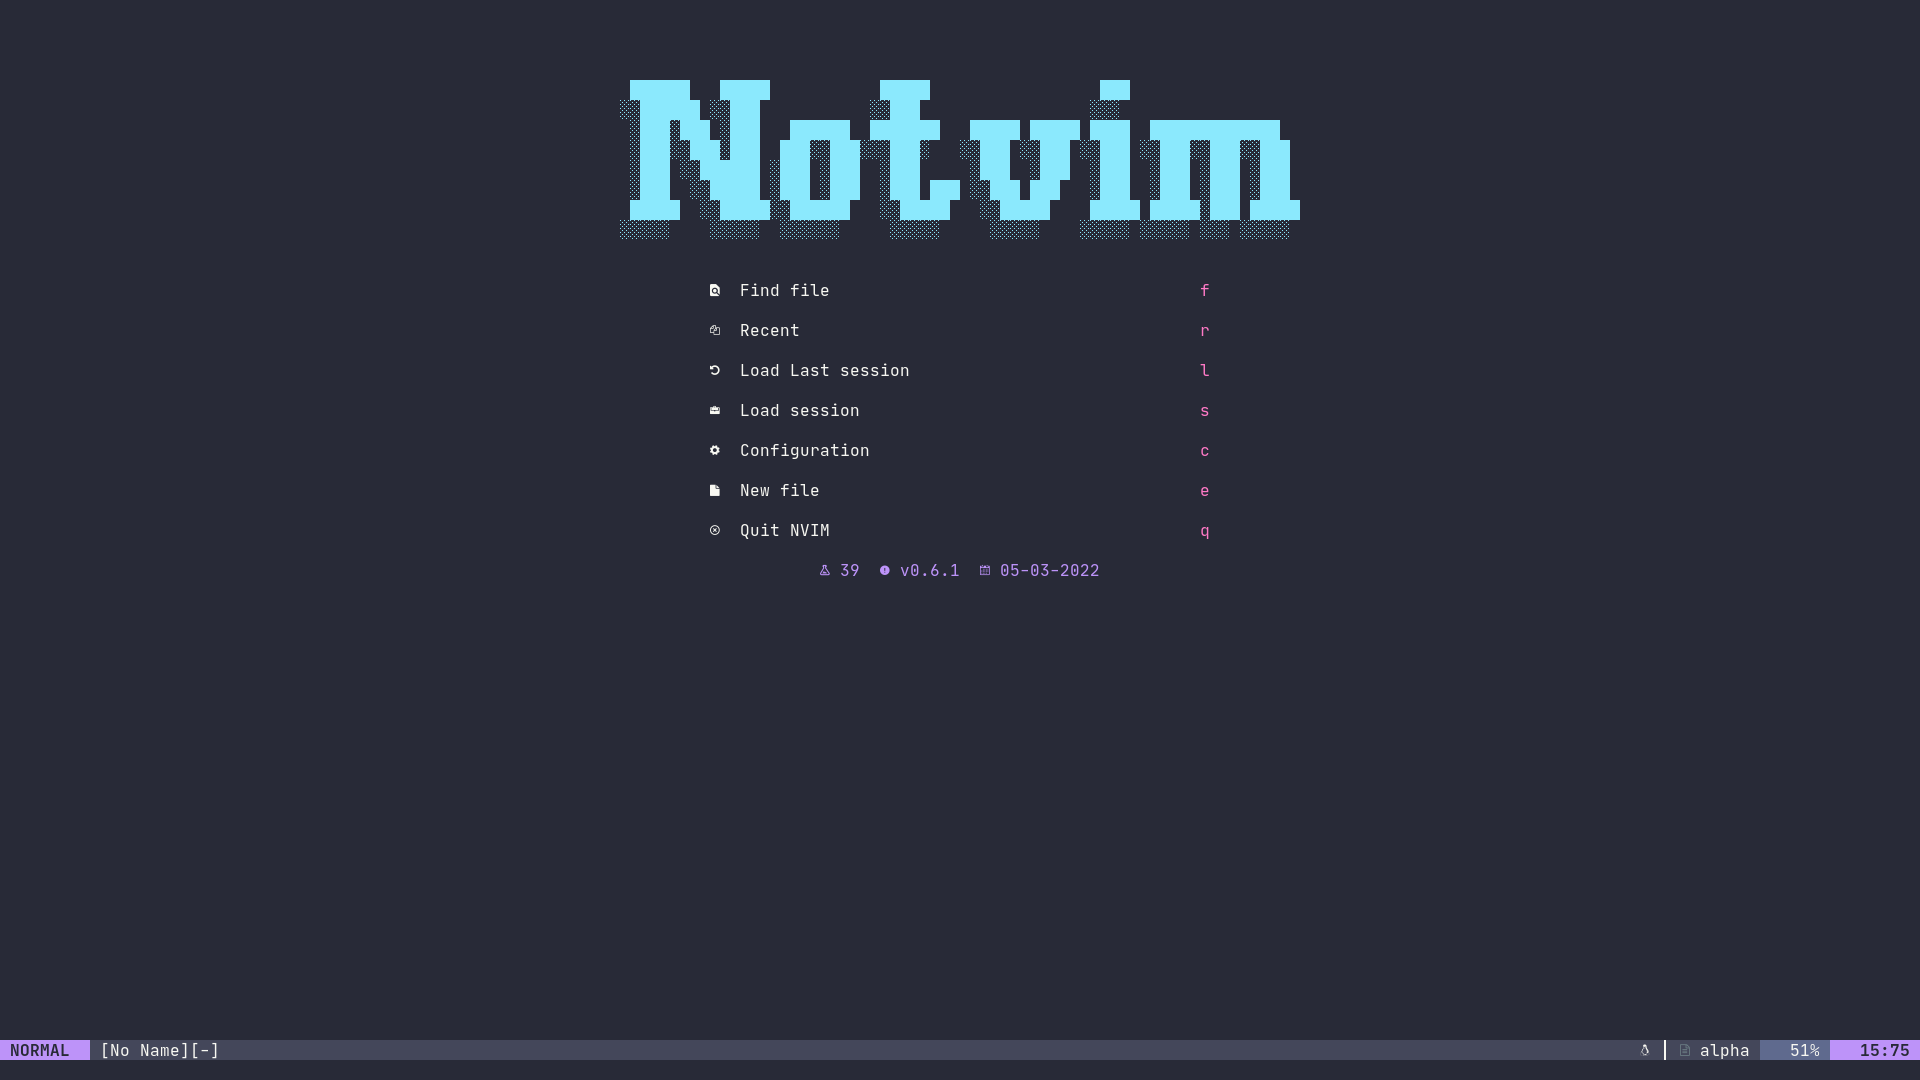 Notvim
Find file f
Recent r
Load Last session l
Load session s
Configuration c
New file e
Quit NVIM q
39 v0.6.1 05-03-2022
NORMAL [No Name][-] alpha 51% 15:75